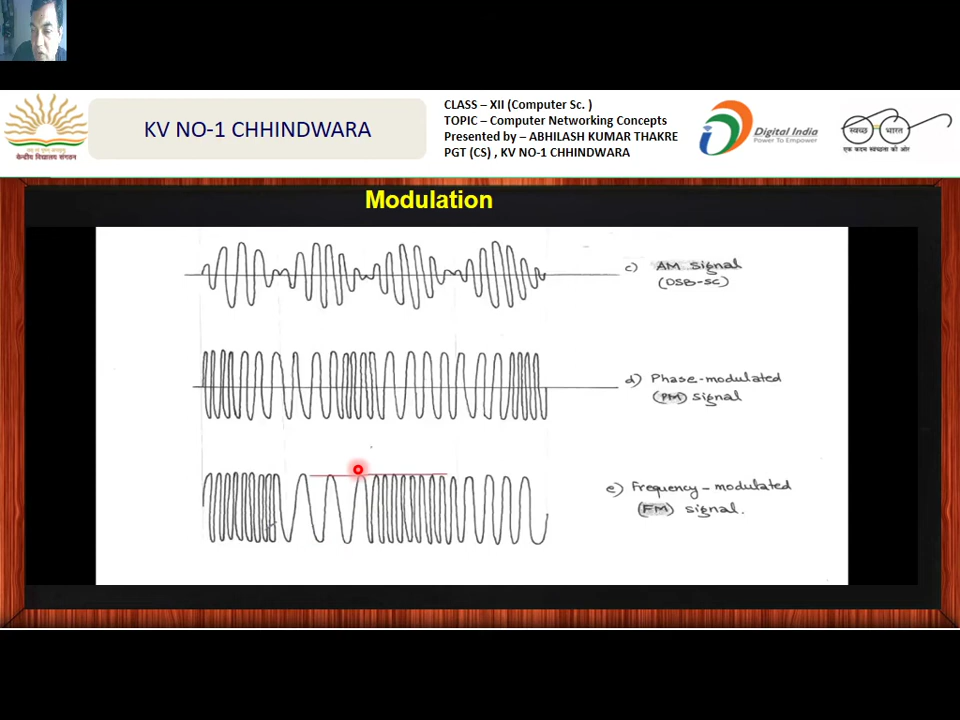 KV NO-1 CHHINDWARA
केन्द्रीय विद्यालय संगठन
CLASS – XII (Computer Sc. )
TOPIC – Computer Networking Concepts
Presented by – ABHILASH KUMAR THAKRE
PGT (CS) , KV NO-1 CHHINDWARA
Digital India
Power To Empower
स्वच्छ भारत
एक कदम स्वच्छता की ओर
Modulation
c) AM signal
(DSB-SC)
d) Phase-modulated
(PM) signal
e) Frequency-modulated
(FM) signal.